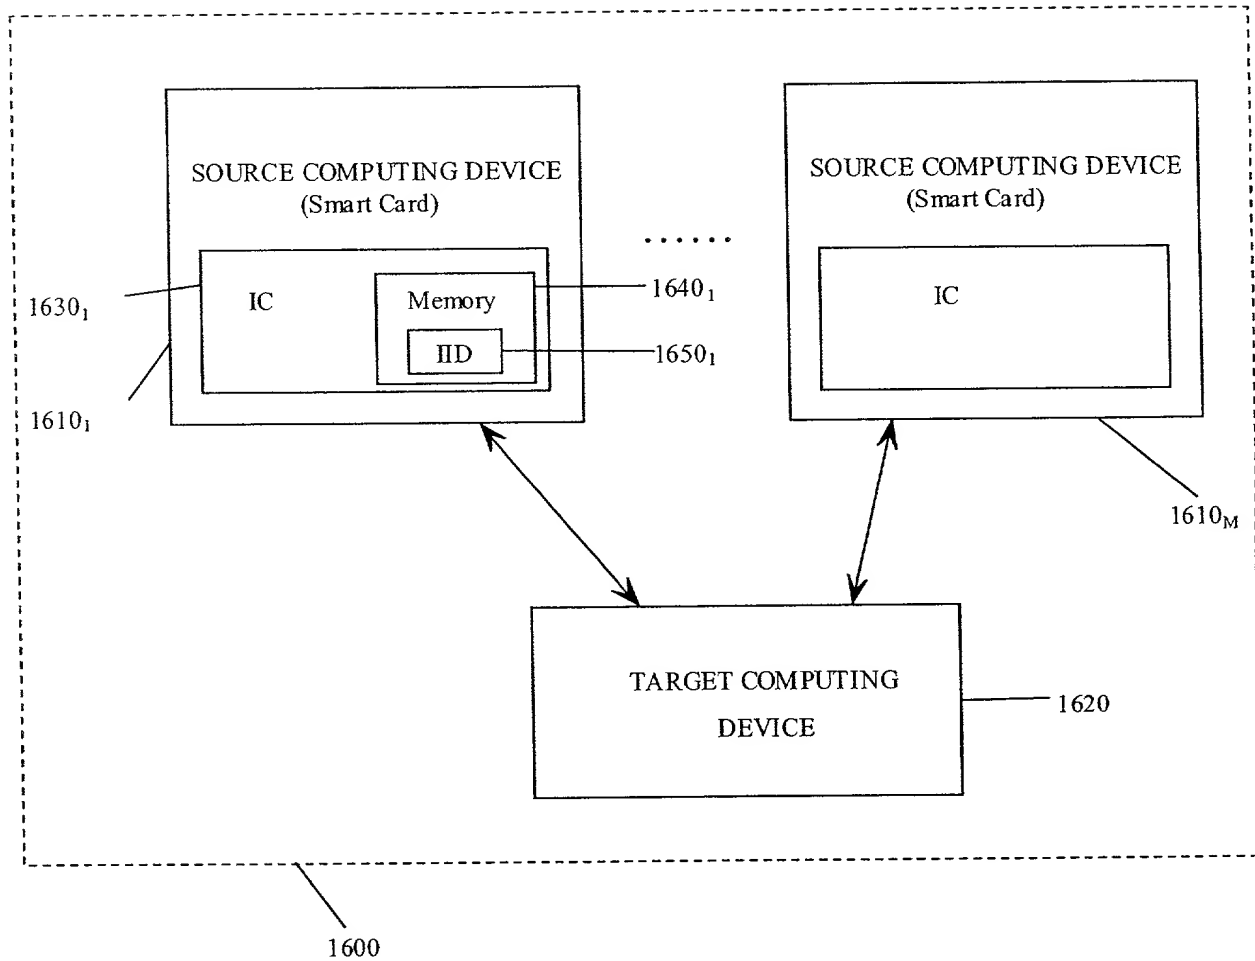 SOURCE COMPUTING DEVICE
(Smart Card)
IC
Memory
IID
1630₁
1610₁
1640₁
1650₁
......
SOURCE COMPUTING DEVICE
(Smart Card)
IC
1610_M
TARGET COMPUTING
DEVICE
1620
1600